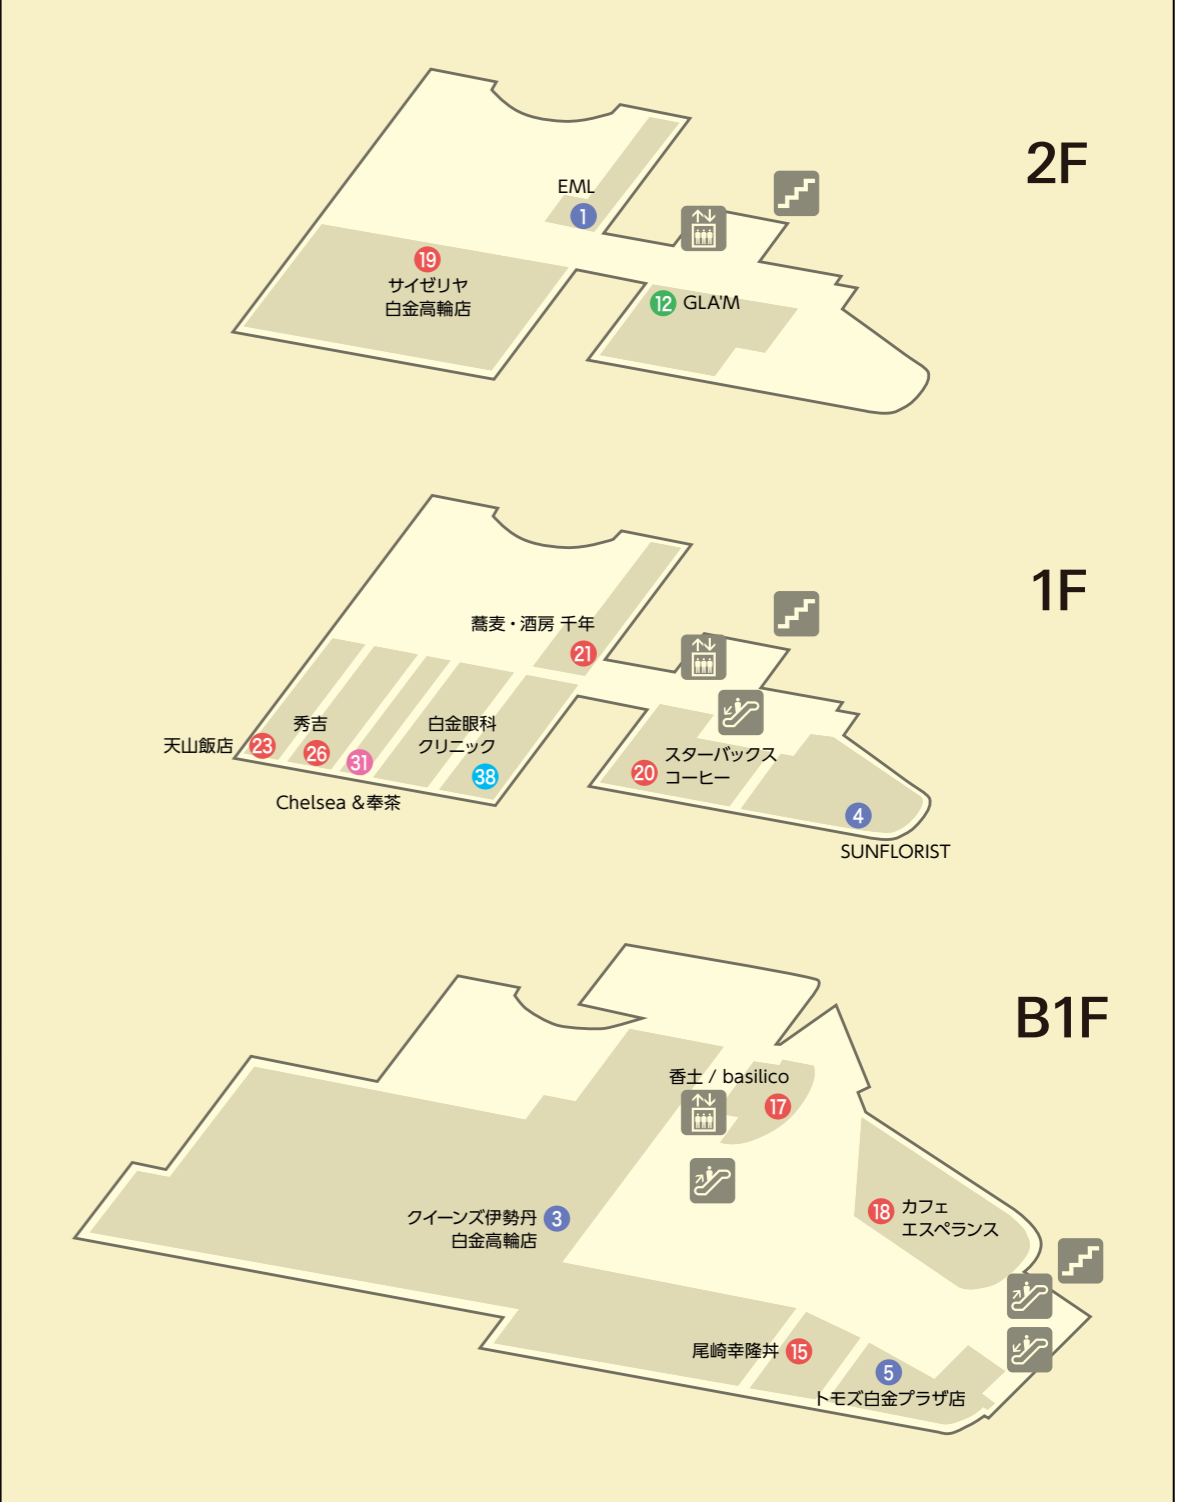 2F
EML
1
19
サイゼリヤ
白金高輪店
12 GLA'M
1F
蕎麦・酒房 千年
21
秀吉
26
天山飯店 23
31
Chelsea &奉茶
白金眼科
クリニック
38
スターバックス
コーヒー
20
4
SUNFLORIST
B1F
香土 / basilico
17
クイーンズ伊勢丹 3
白金高輪店
18 カフェ
エスペランス
尾崎幸隆丼 15
5
トモズ白金プラザ店